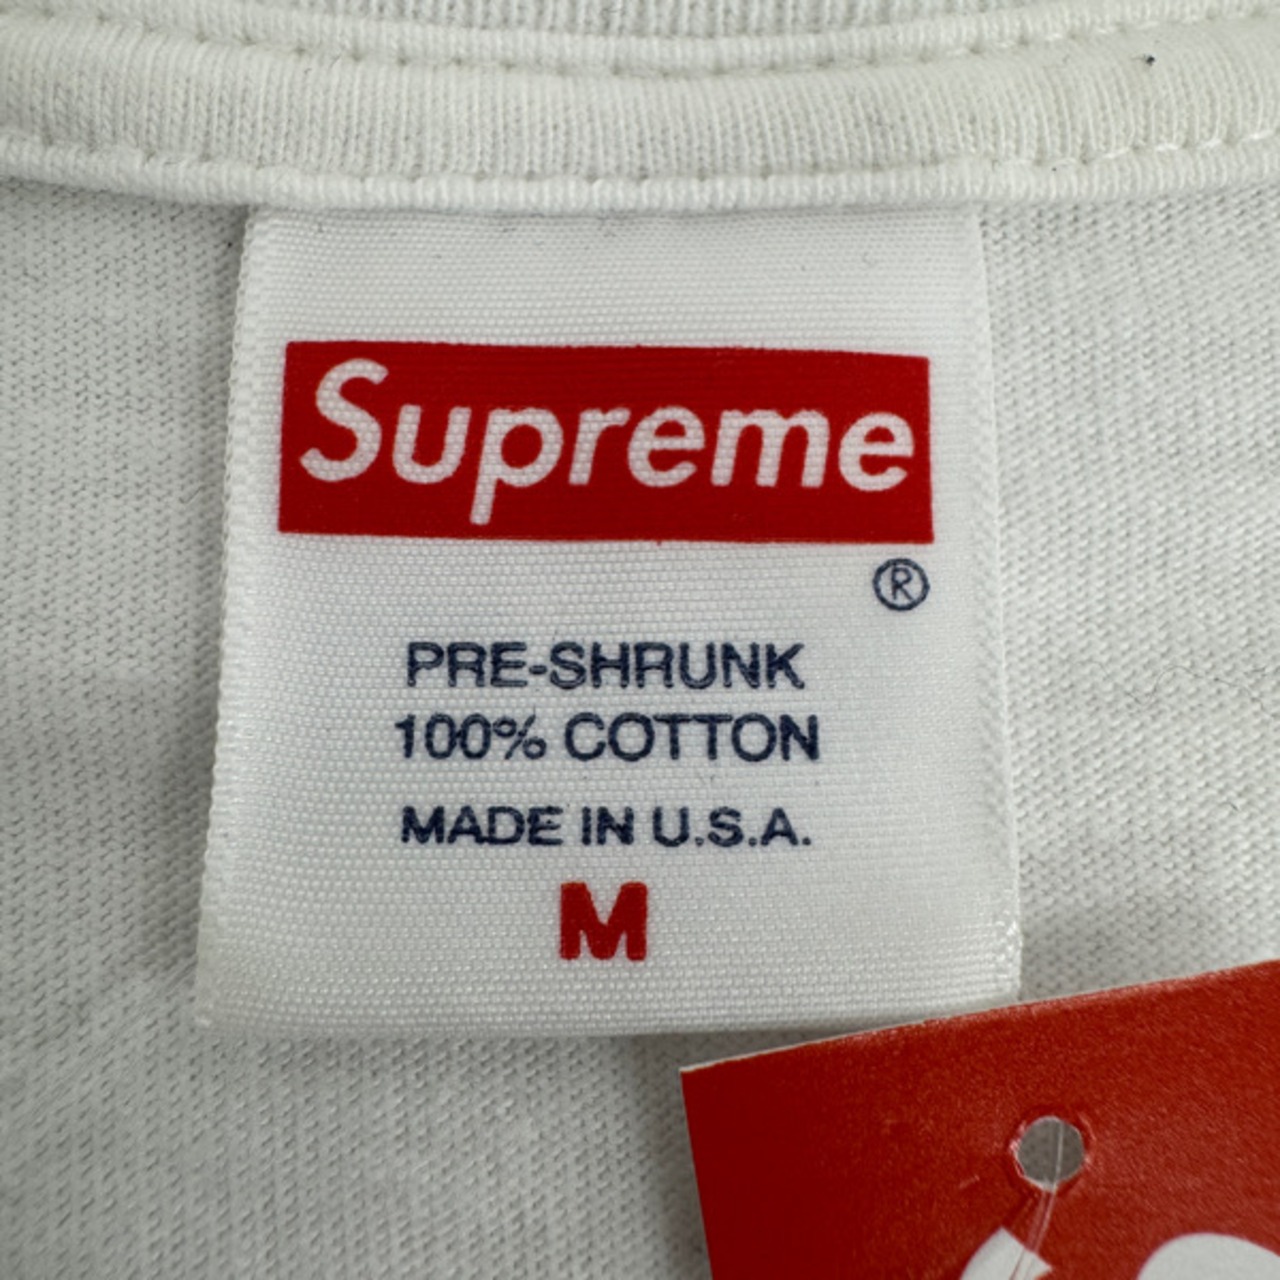 Supreme
®
PRE-SHRUNK
100% COTTON
MADE IN U.S.A.
M